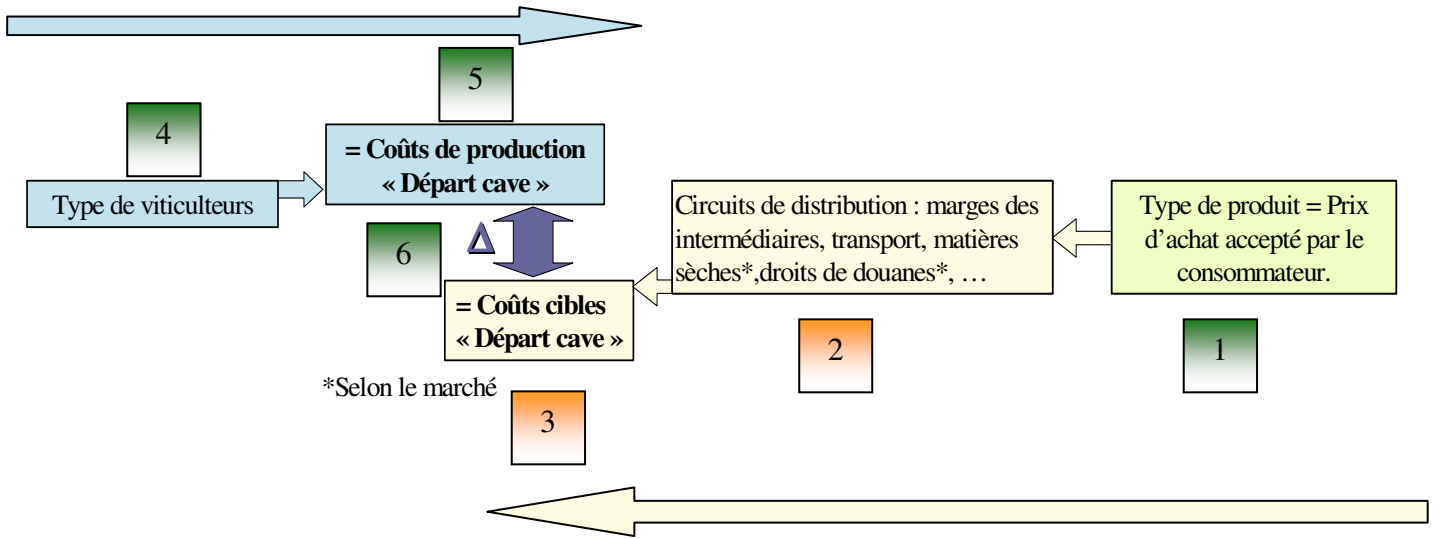 5
4
= Coûts de production
« Départ cave »
Type de viticulteurs
Circuits de distribution : marges des
intermédiaires, transport, matières
sèches*,droits de douanes*, …
Type de produit = Prix
d’achat accepté par le
consommateur.
6
Δ
= Coûts cibles
« Départ cave »
2
1
*Selon le marché
3